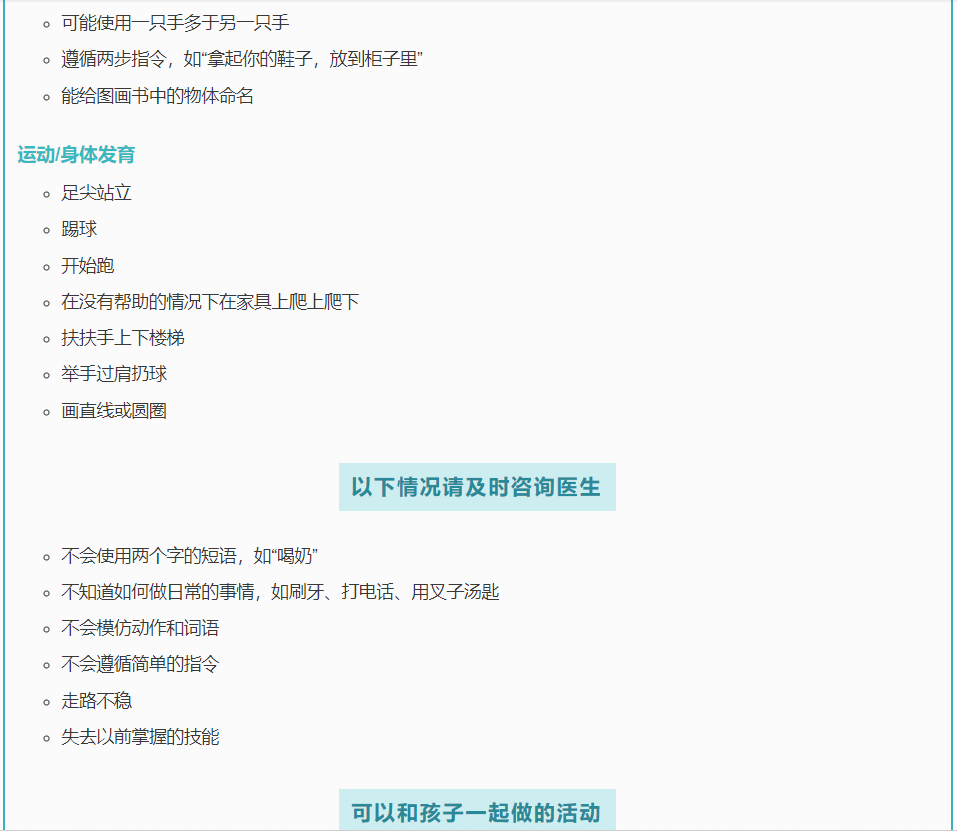 可能使用一只手多于另一只手
遵循两步指令，如“拿起你的鞋子，放到柜子里”
能给图画书中的物体命名
运动/身体发育
足尖站立
踢球
开始跑
在没有帮助的情况下在家具上爬上爬下
扶扶手上下楼梯
举手过肩扔球
画直线或圆圈
以下情况请及时咨询医生
不会使用两个字的短语，如“喝奶”
不知道如何做日常的事情，如刷牙、打电话、用叉子汤匙
不会模仿动作和词语
不会遵循简单的指令
走路不稳
失去以前掌握的技能
可以和孩子一起做的活动